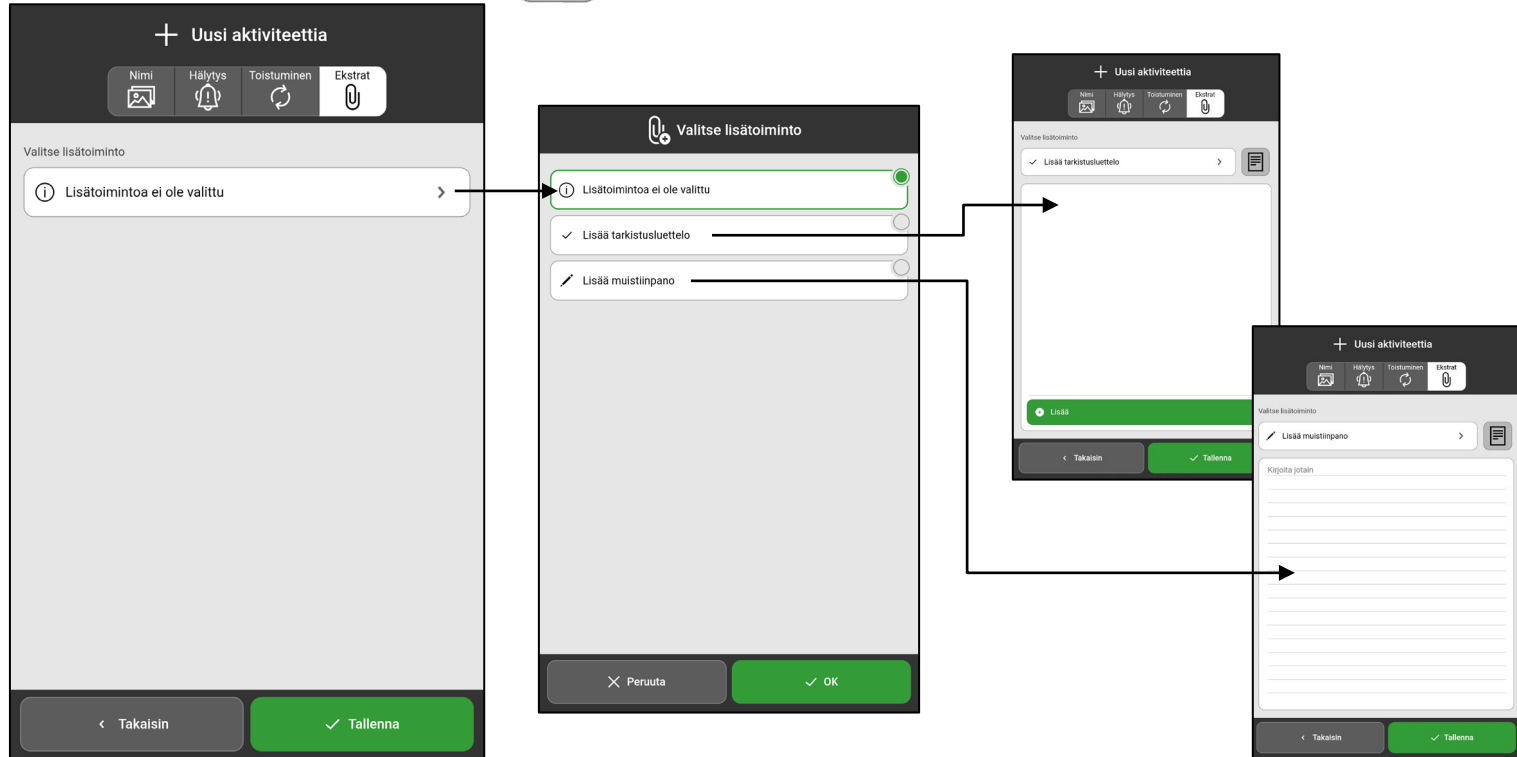 Uusi aktiviteettia
Nimi Hälytys Toistuminen Ekstrat
Valitse lisätoiminto
Lisätoimintoa ei ole valittu
Takaisin Tallenna
Valitse lisätoiminto
Lisätoimintoa ei ole valittu
Lisää tarkistusluettelo
Lisää muistiinpano
Peruuta OK
Uusi aktiviteettia
Nimi Hälytys Toistuminen Ekstrat
Valitse lisätoiminto
Lisää tarkistusluettelo
Lisää
Takaisin Tallenna
Uusi aktiviteettia
Nimi Hälytys Toistuminen Ekstrat
Valitse lisätoiminto
Lisää muistiinpano
Kirjoita jotain
Takaisin Tallenna